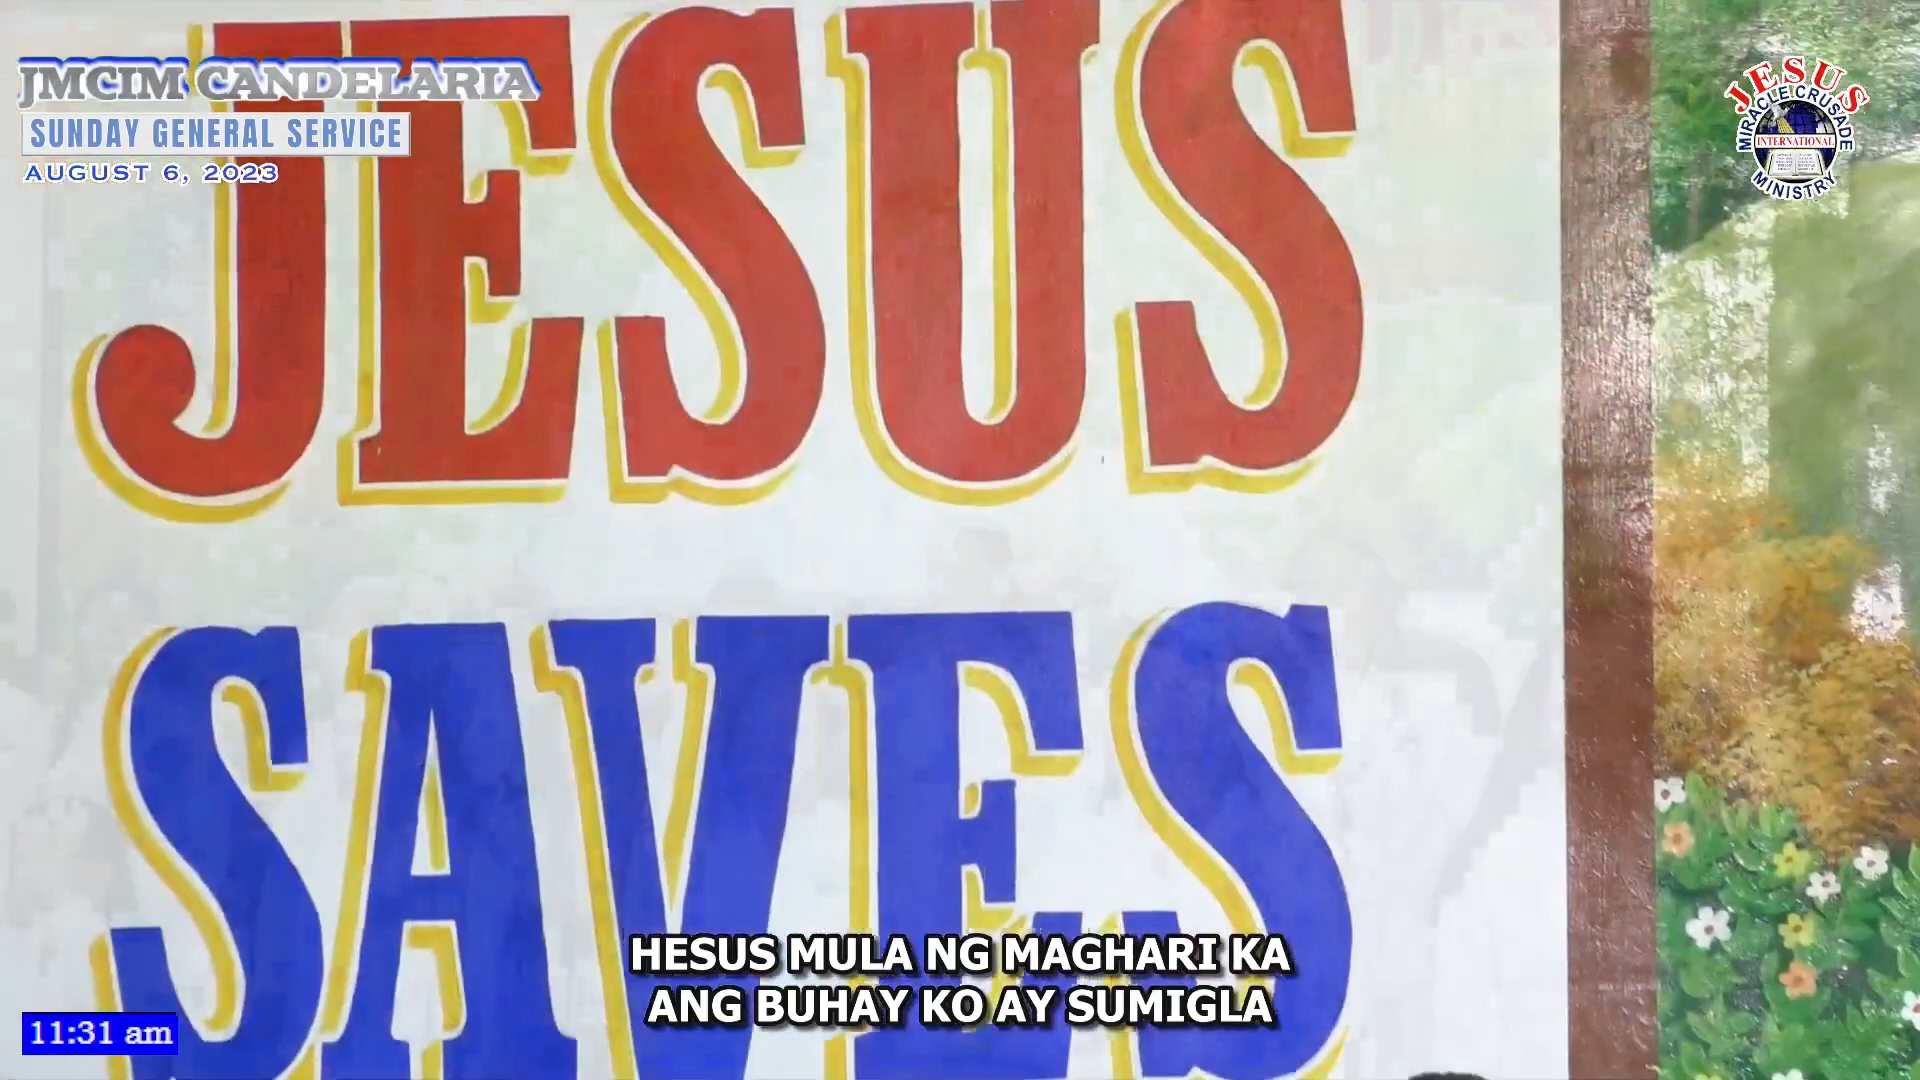 JMCIM CANDELARIA
SUNDAY GENERAL SERVICE
AUGUST 6, 2023
JESUS
MIRACLE CRUSADE
INTERNATIONAL
MINISTRY
JESUS
SAVES
HESUS MULA NG MAGHARI KA
ANG BUHAY KO AY SUMIGLA
11:31 am